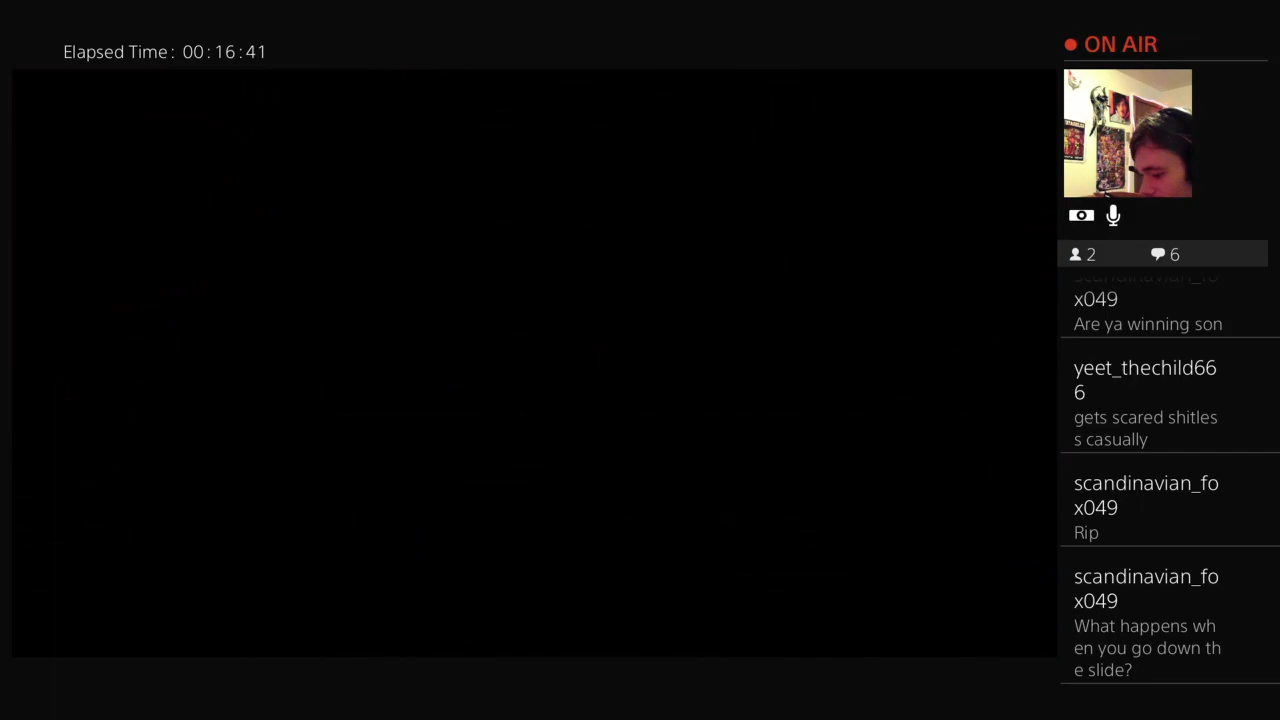 Elapsed Time: 00:16:41
ON AIR
2 6
x049
Are ya winning son
yeet_thechild66
6
gets scared shitles
s casually
scandinavian_fo
x049
Rip
scandinavian_fo
x049
What happens wh
en you go down th
e slide?